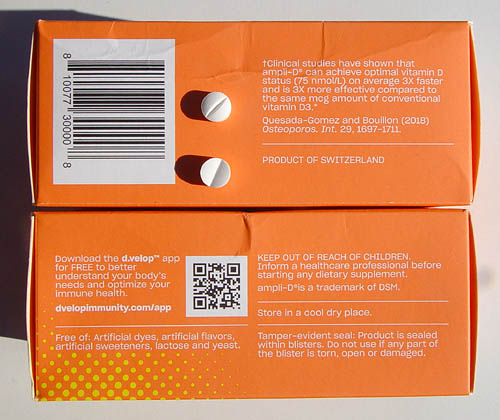 8 10077 30000 8
†Clinical studies have shown that
ampli-D® can achieve optimal vitamin D
status (75 nmol/L) on average 3X faster
and is 3X more effective compared to
the same mcg amount of conventional
vitamin D3.*
Quesada-Gomez and Bouillon (2018)
Osteoporos. Int. 29, 1697-1711.
PRODUCT OF SWITZERLAND
Download the d.velop™ app
for FREE to better
understand your body's
needs and optimize your
immune health.
dvelopimmunity.com/app
Free of: Artificial dyes, artificial flavors,
artificial sweeteners, lactose and yeast.
KEEP OUT OF REACH OF CHILDREN.
Inform a healthcare professional before
starting any dietary supplement.
ampli-D®is a trademark of DSM.
Store in a cool dry place.
Tamper-evident seal: Product is sealed
within blisters. Do not use if any part of
the blister is torn, open or damaged.